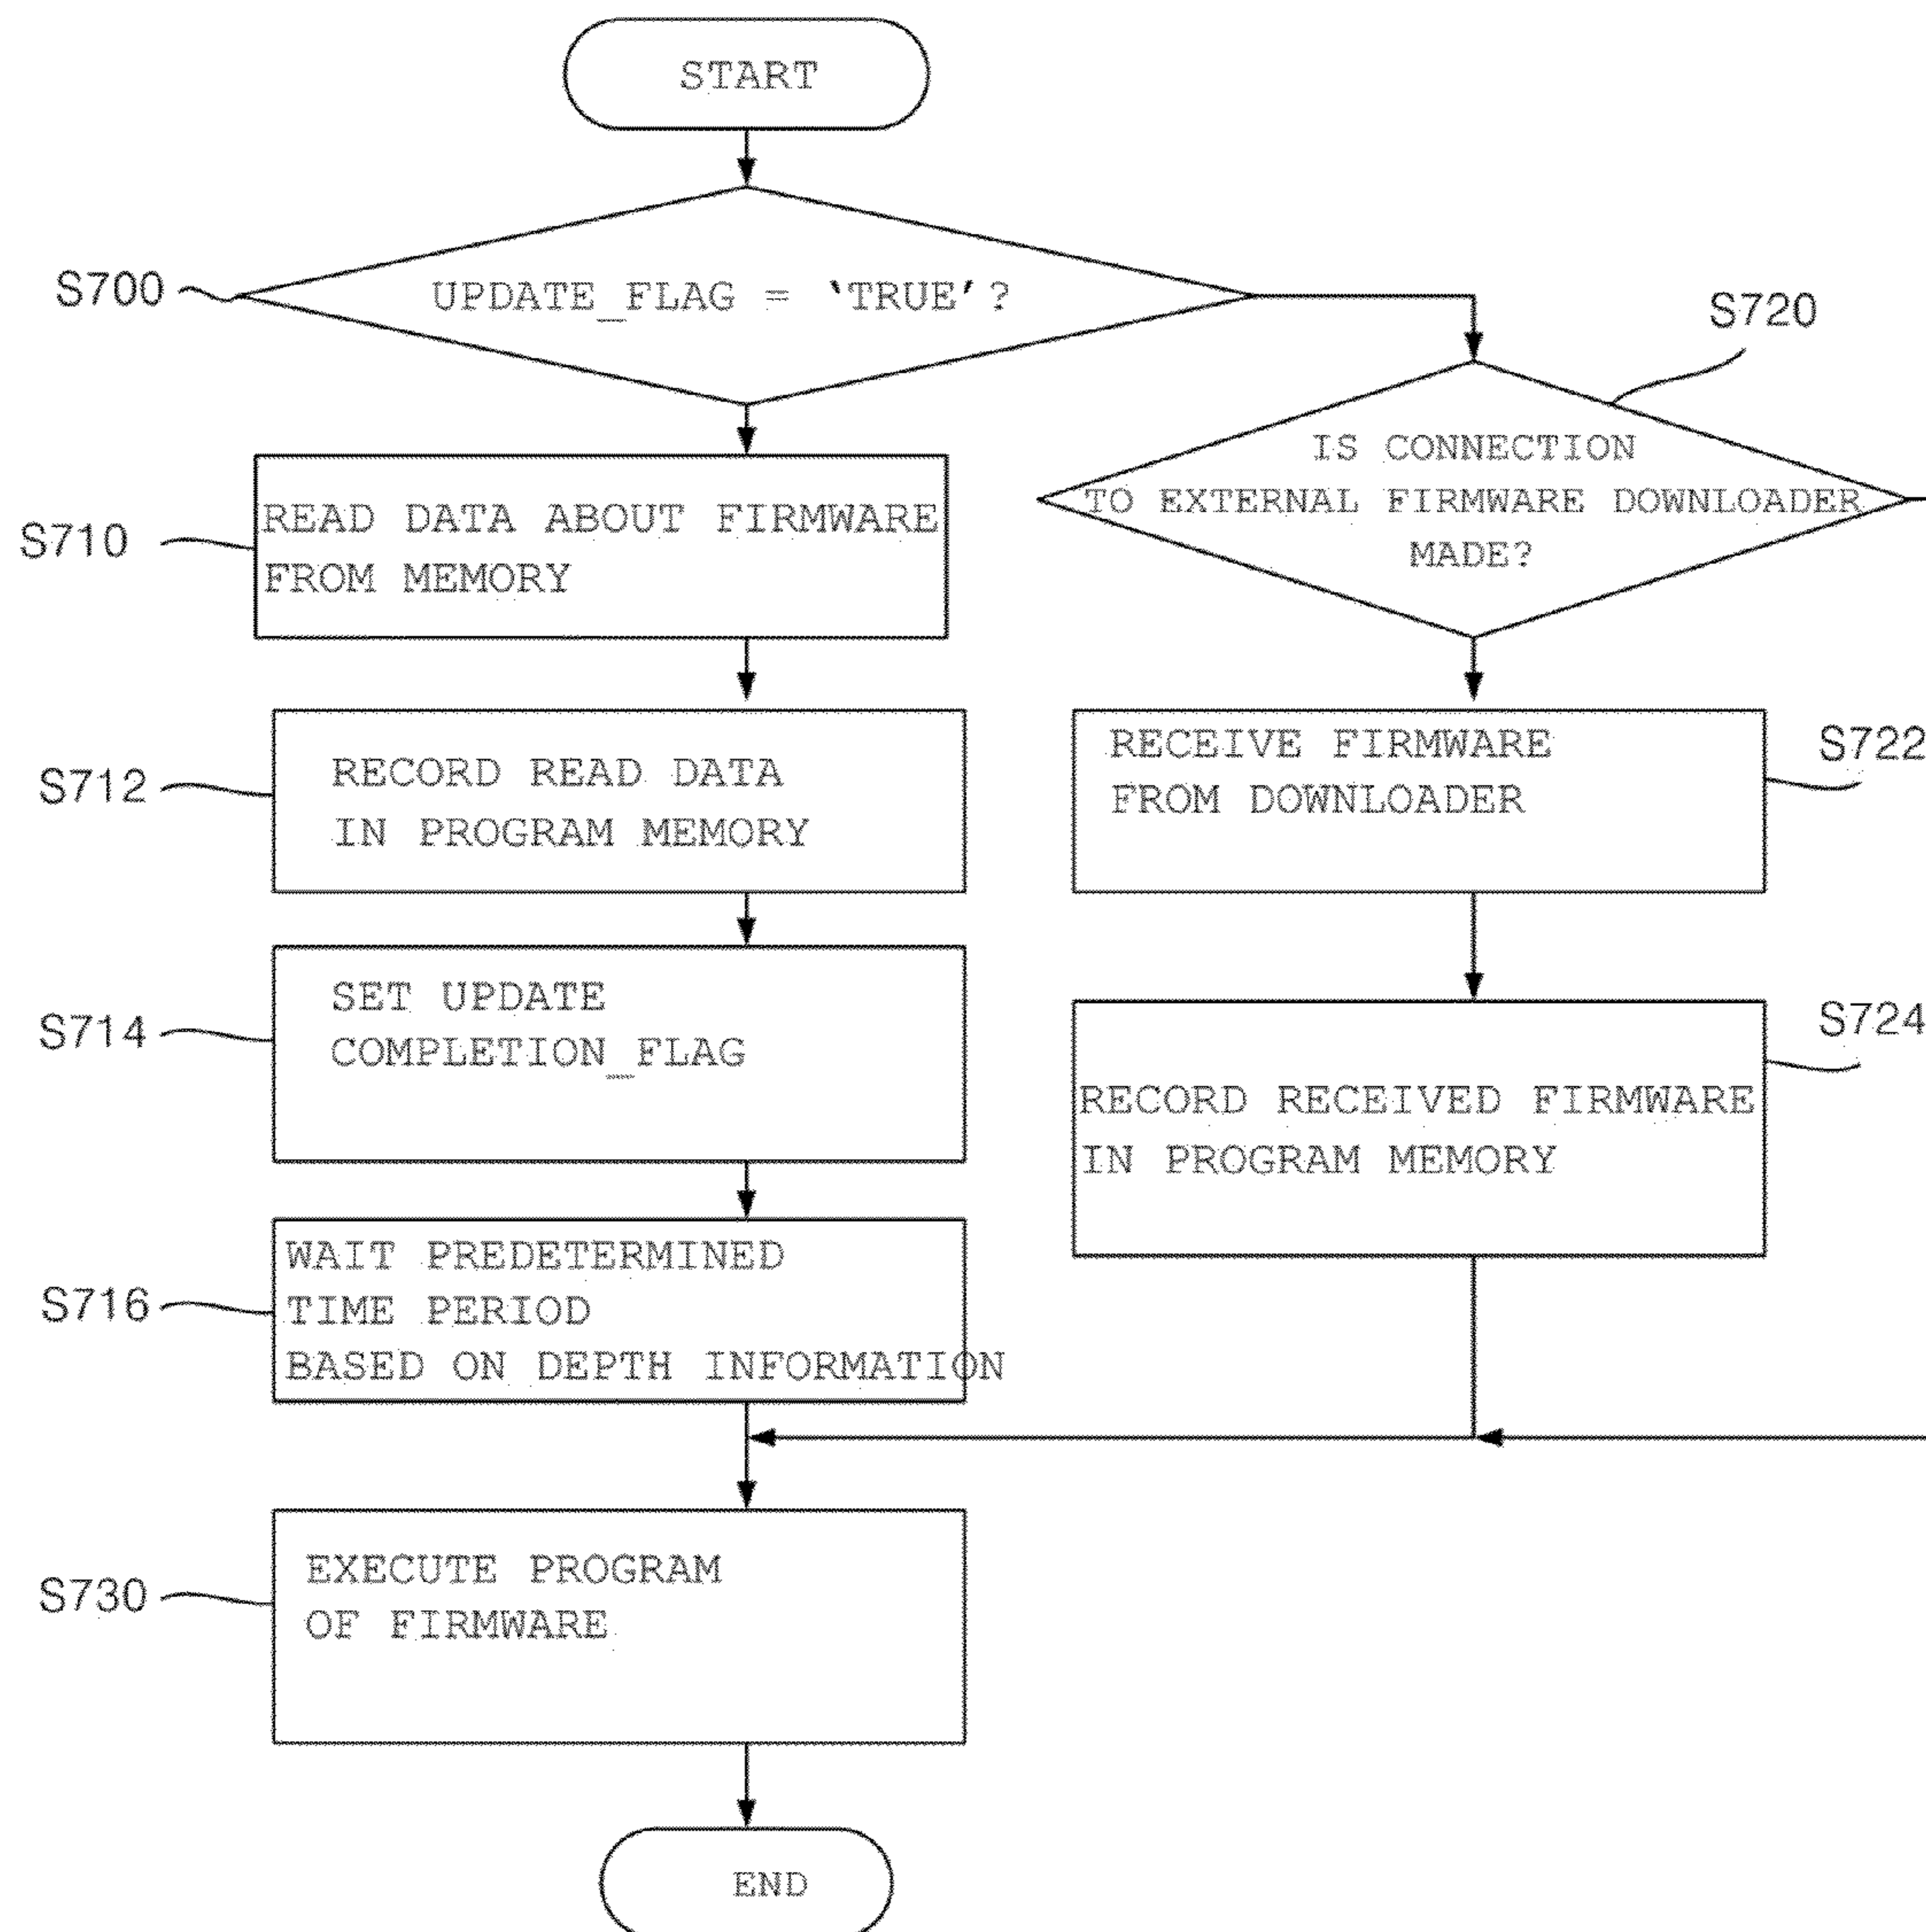 START
S700
UPDATE_FLAG = ‘TRUE’?
S720
IS CONNECTION
TO EXTERNAL FIRMWARE DOWNLOADER
MADE?
S710
READ DATA ABOUT FIRMWARE
FROM MEMORY
S712
RECORD READ DATA
IN PROGRAM MEMORY
RECEIVE FIRMWARE
FROM DOWNLOADER
S722
S714
SET UPDATE
COMPLETION_FLAG
S724
RECORD RECEIVED FIRMWARE
IN PROGRAM MEMORY
S716
WAIT PREDETERMINED
TIME PERIOD
BASED ON DEPTH INFORMATION
S730
EXECUTE PROGRAM
OF FIRMWARE
END